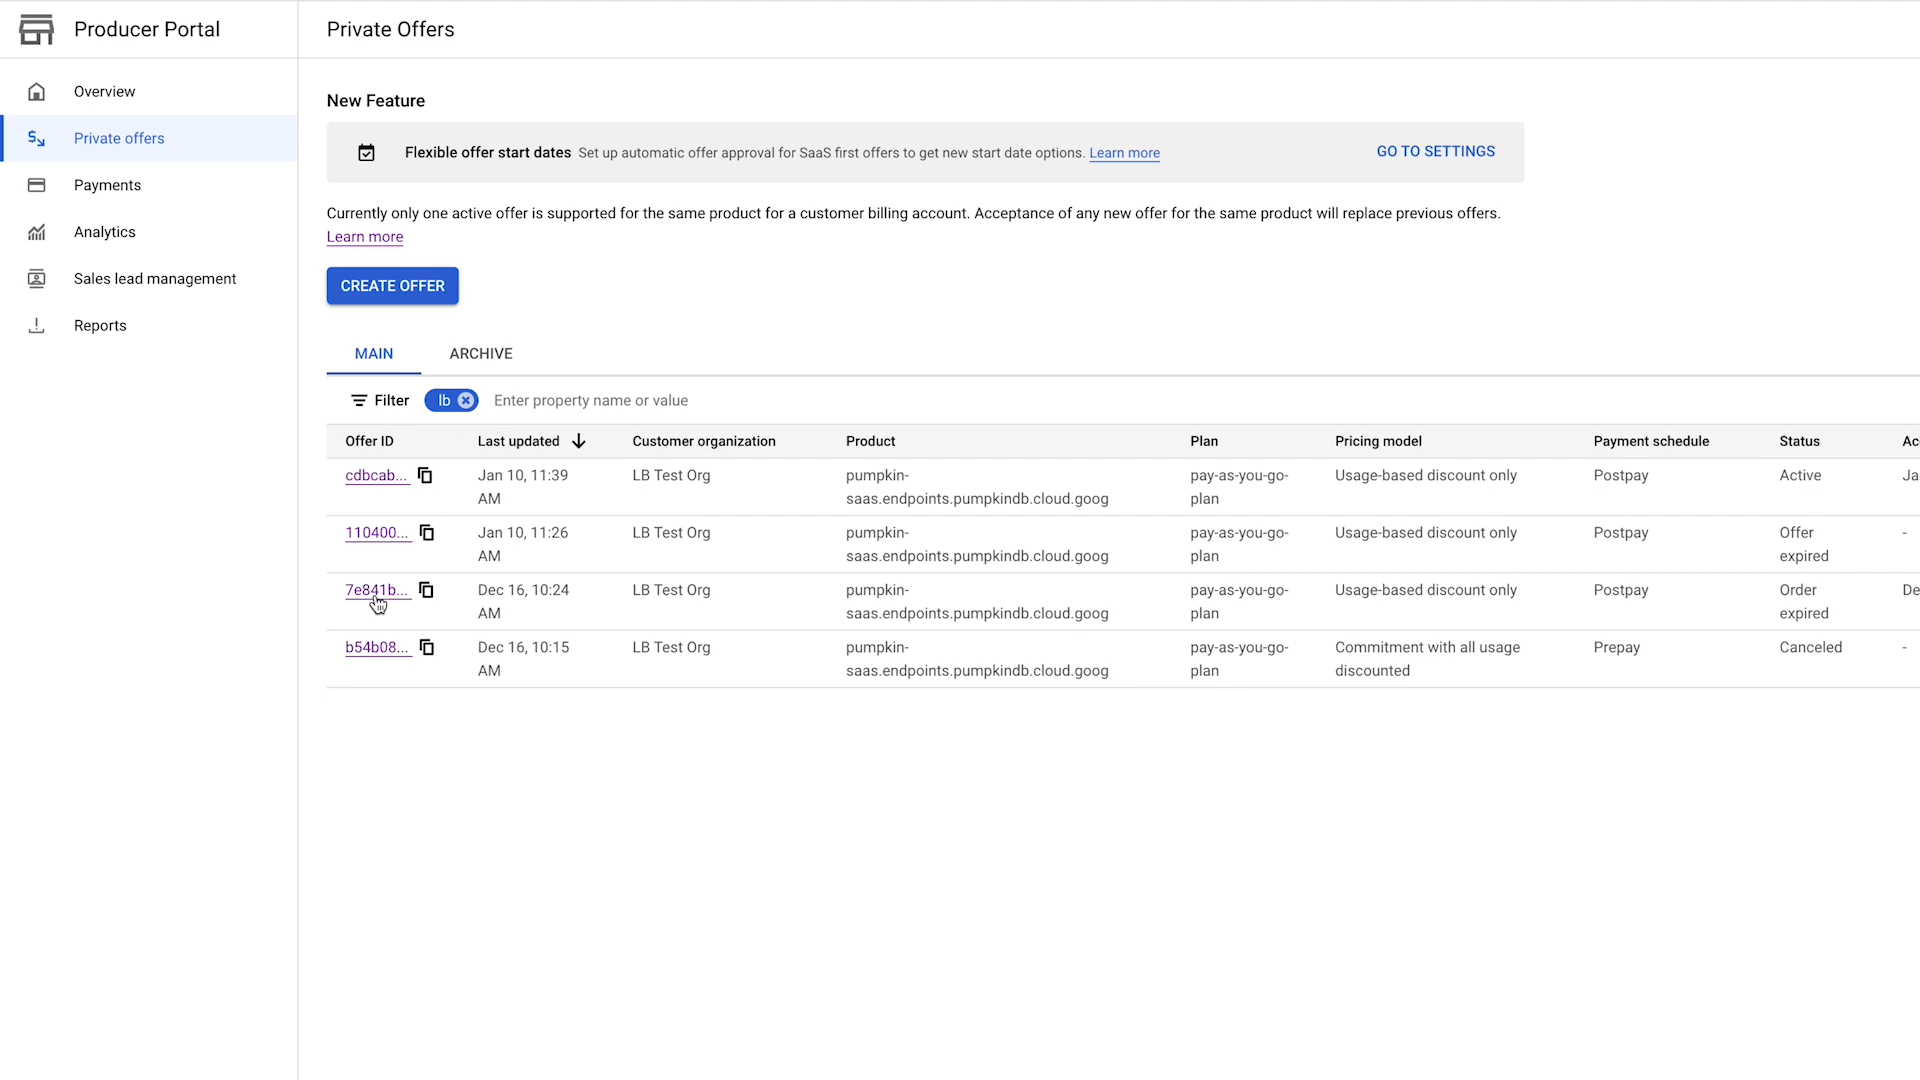 Producer Portal
Private Offers
Overview
Private offers
Payments
Analytics
Sales lead management
Reports
New Feature
Flexible offer start dates Set up automatic offer approval for SaaS first offers to get new start date options. Learn more
GO TO SETTINGS
Currently only one active offer is supported for the same product for a customer billing account. Acceptance of any new offer for the same product will replace previous offers.
Learn more
CREATE OFFER
MAIN ARCHIVE
Filter lb Enter property name or value
Offer ID Last updated Customer organization Product Plan Pricing model Payment schedule Status Ac
cdbcab... Jan 10, 11:39 LB Test Org pumpkin- pay-as-you-go- Usage-based discount only Postpay Active Ja
AM saas.endpoints.pumpkindb.cloud.goog plan
110400... Jan 10, 11:26 LB Test Org pumpkin- pay-as-you-go- Usage-based discount only Postpay Offer -
AM saas.endpoints.pumpkindb.cloud.goog plan expired
7e841b... Dec 16, 10:24 LB Test Org pumpkin- pay-as-you-go- Usage-based discount only Postpay Order De
AM saas.endpoints.pumpkindb.cloud.goog plan expired
b54b08... Dec 16, 10:15 LB Test Org pumpkin- pay-as-you-go- Commitment with all usage Prepay Canceled -
AM saas.endpoints.pumpkindb.cloud.goog plan discounted